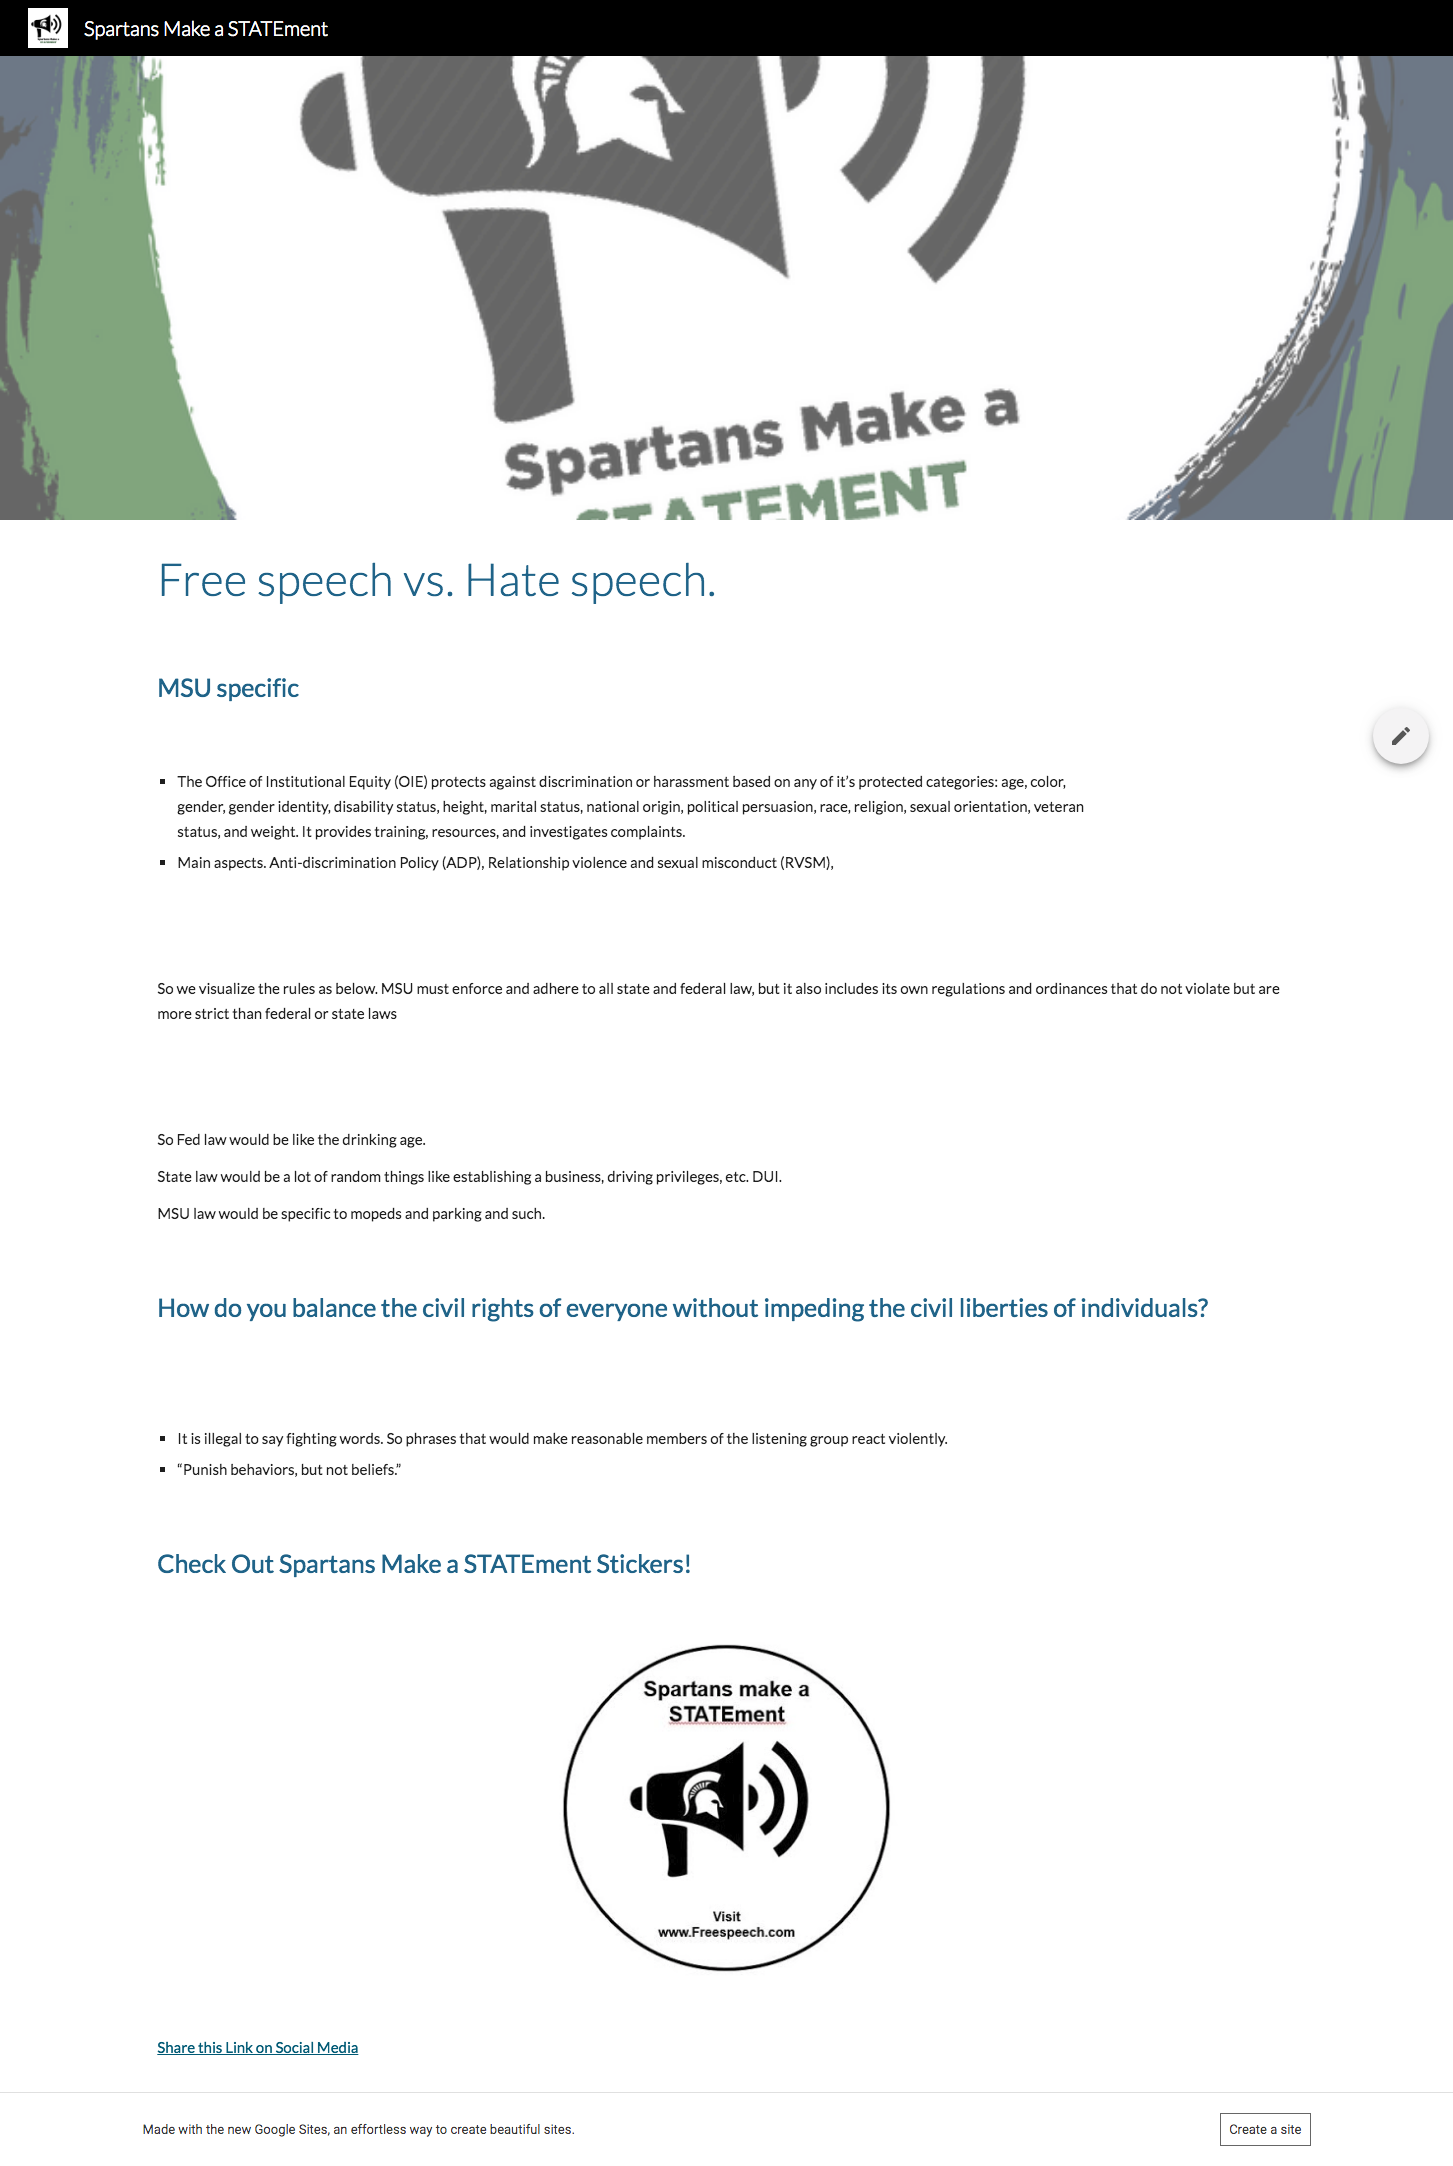 Spartans Make a STATEment
Spartans Make a
STATEMENT
Free speech vs. Hate speech.
MSU specific
The Office of Institutional Equity (OIE) protects against discrimination or harassment based on any of it’s protected categories: age, color,
gender, gender identity, disability status, height, marital status, national origin, political persuasion, race, religion, sexual orientation, veteran
status, and weight. It provides training, resources, and investigates complaints.
Main aspects. Anti-discrimination Policy (ADP), Relationship violence and sexual misconduct (RVSM),
So we visualize the rules as below. MSU must enforce and adhere to all state and federal law, but it also includes its own regulations and ordinances that do not violate but are
more strict than federal or state laws
So Fed law would be like the drinking age.
State law would be a lot of random things like establishing a business, driving privileges, etc. DUI.
MSU law would be specific to mopeds and parking and such.
How do you balance the civil rights of everyone without impeding the civil liberties of individuals?
It is illegal to say fighting words. So phrases that would make reasonable members of the listening group react violently.
“Punish behaviors, but not beliefs.”
Check Out Spartans Make a STATEment Stickers!
Spartans make a
STATEment
Visit
www.Freespeech.com
Share this Link on Social Media
Made with the new Google Sites, an effortless way to create beautiful sites.
Create a site